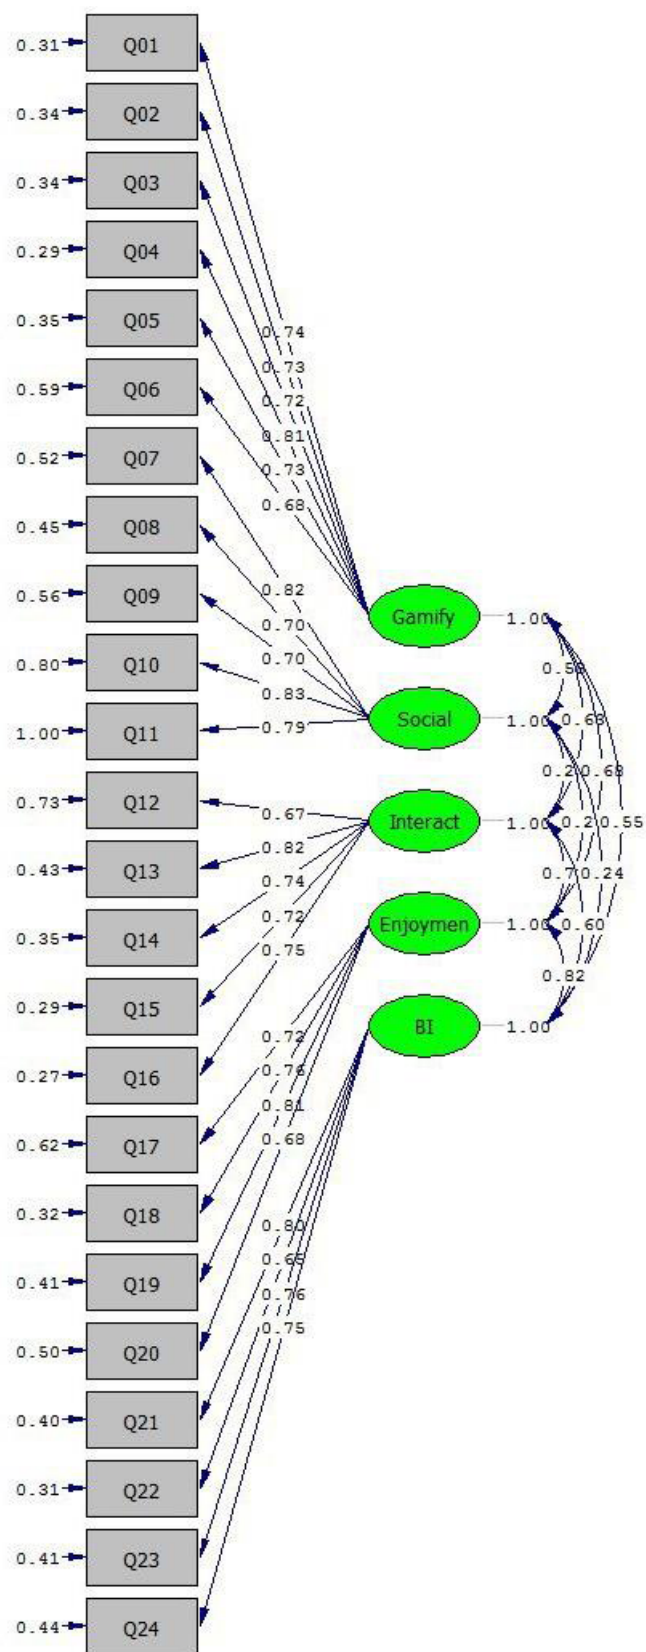 0.31 Q01
0.34 Q02
0.34 Q03
0.29 Q04
0.35 Q05
0.59 Q06
0.52 Q07
0.45 Q08
0.56 Q09
0.80 Q10
1.00 Q11
0.73 Q12
0.43 Q13
0.35 Q14
0.29 Q15
0.27 Q16
0.62 Q17
0.32 Q18
0.41 Q19
0.50 Q20
0.40 Q21
0.31 Q22
0.41 Q23
0.44 Q24
0.74
0.73
0.72
0.81
0.73
0.68
0.82
0.70
0.70
0.83
0.79
0.67
0.82
0.74
0.72
0.75
0.72
0.76
0.81
0.68
0.80
0.65
0.76
0.75
Gamify 1.00
Social 1.00
Interact 1.00
Enjoymen 1.00
BI 1.00
0.63
0.68
0.55
0.24
0.60
0.82